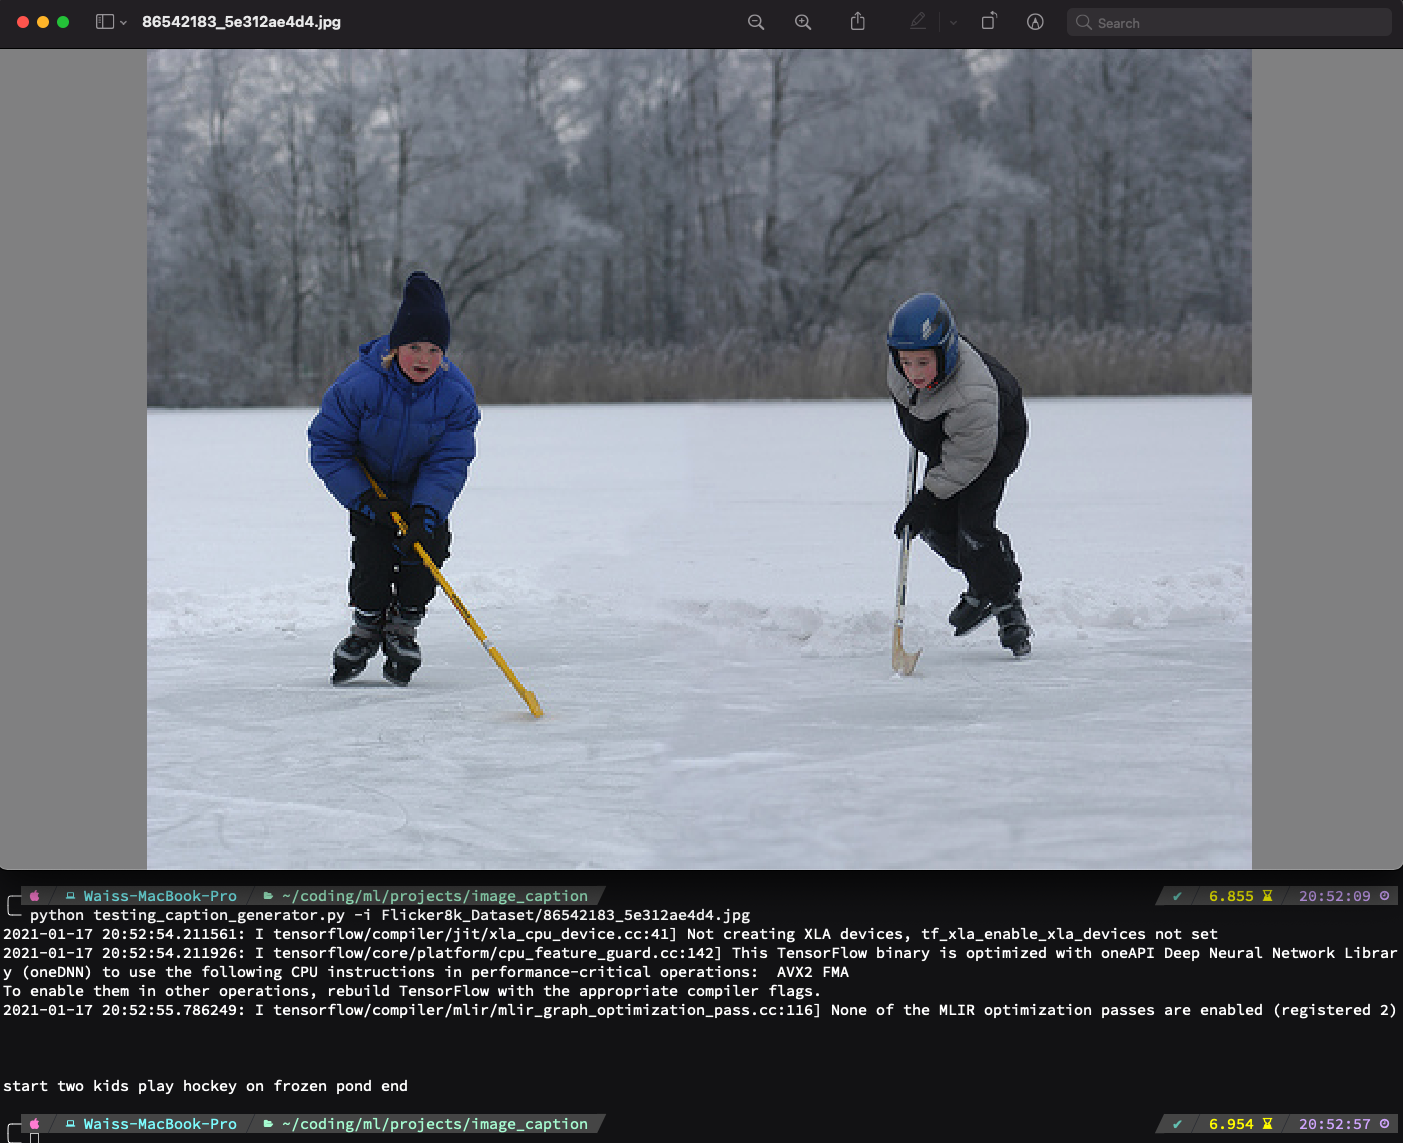 86542183_5e312ae4d4.jpg
Search
Waiss-MacBook-Pro ~/coding/ml/projects/image_caption ✔ 6.855 20:52:09
python testing_caption_generator.py -i Flicker8k_Dataset/86542183_5e312ae4d4.jpg
2021-01-17 20:52:54.211561: I tensorflow/compiler/jit/xla_cpu_device.cc:41] Not creating XLA devices, tf_xla_enable_xla_devices not set
2021-01-17 20:52:54.211926: I tensorflow/core/platform/cpu_feature_guard.cc:142] This TensorFlow binary is optimized with oneAPI Deep Neural Network Librar
y (oneDNN) to use the following CPU instructions in performance-critical operations:  AVX2 FMA
To enable them in other operations, rebuild TensorFlow with the appropriate compiler flags.
2021-01-17 20:52:55.786249: I tensorflow/compiler/mlir/mlir_graph_optimization_pass.cc:116] None of the MLIR optimization passes are enabled (registered 2)
start two kids play hockey on frozen pond end
Waiss-MacBook-Pro ~/coding/ml/projects/image_caption ✔ 6.954 20:52:57